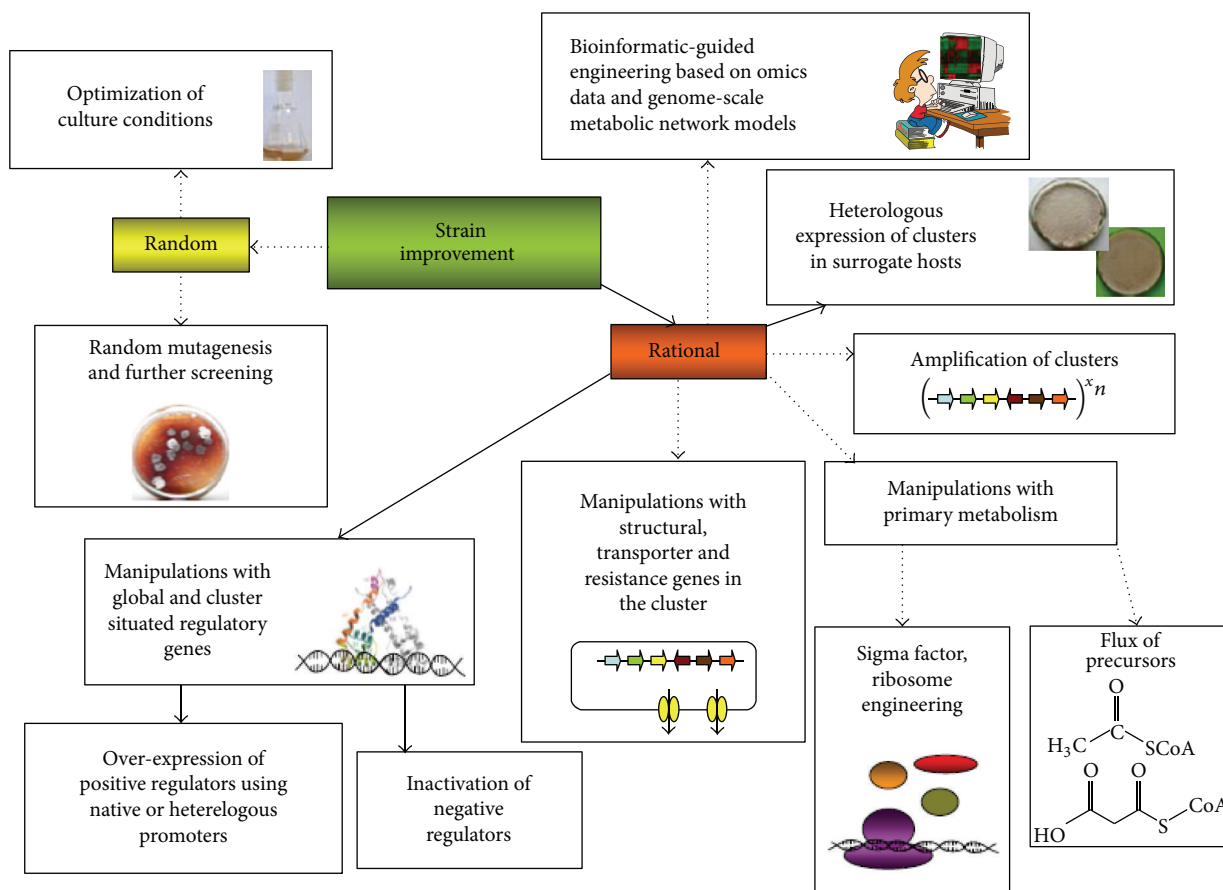 Optimization of
culture conditions
Bioinformatic-guided
engineering based on omics
data and genome-scale
metabolic network models
Random
Strain
improvement
Heterologous
expression of clusters
in surrogate hosts
Rational
Random mutagenesis
and further screening
Amplification of clusters
( )^x n
Manipulations with
primary metabolism
Manipulations with
structural,
transporter and
resistance genes in
the cluster
Manipulations with
global and cluster
situated regulatory
genes
Sigma factor,
ribosome
engineering
Flux of
precursors
O
H₃C C
SCoA
O O
CoA
HO S
Over-expression of
positive regulators using
native or heterelogous
promoters
Inactivation of
negative
regulators